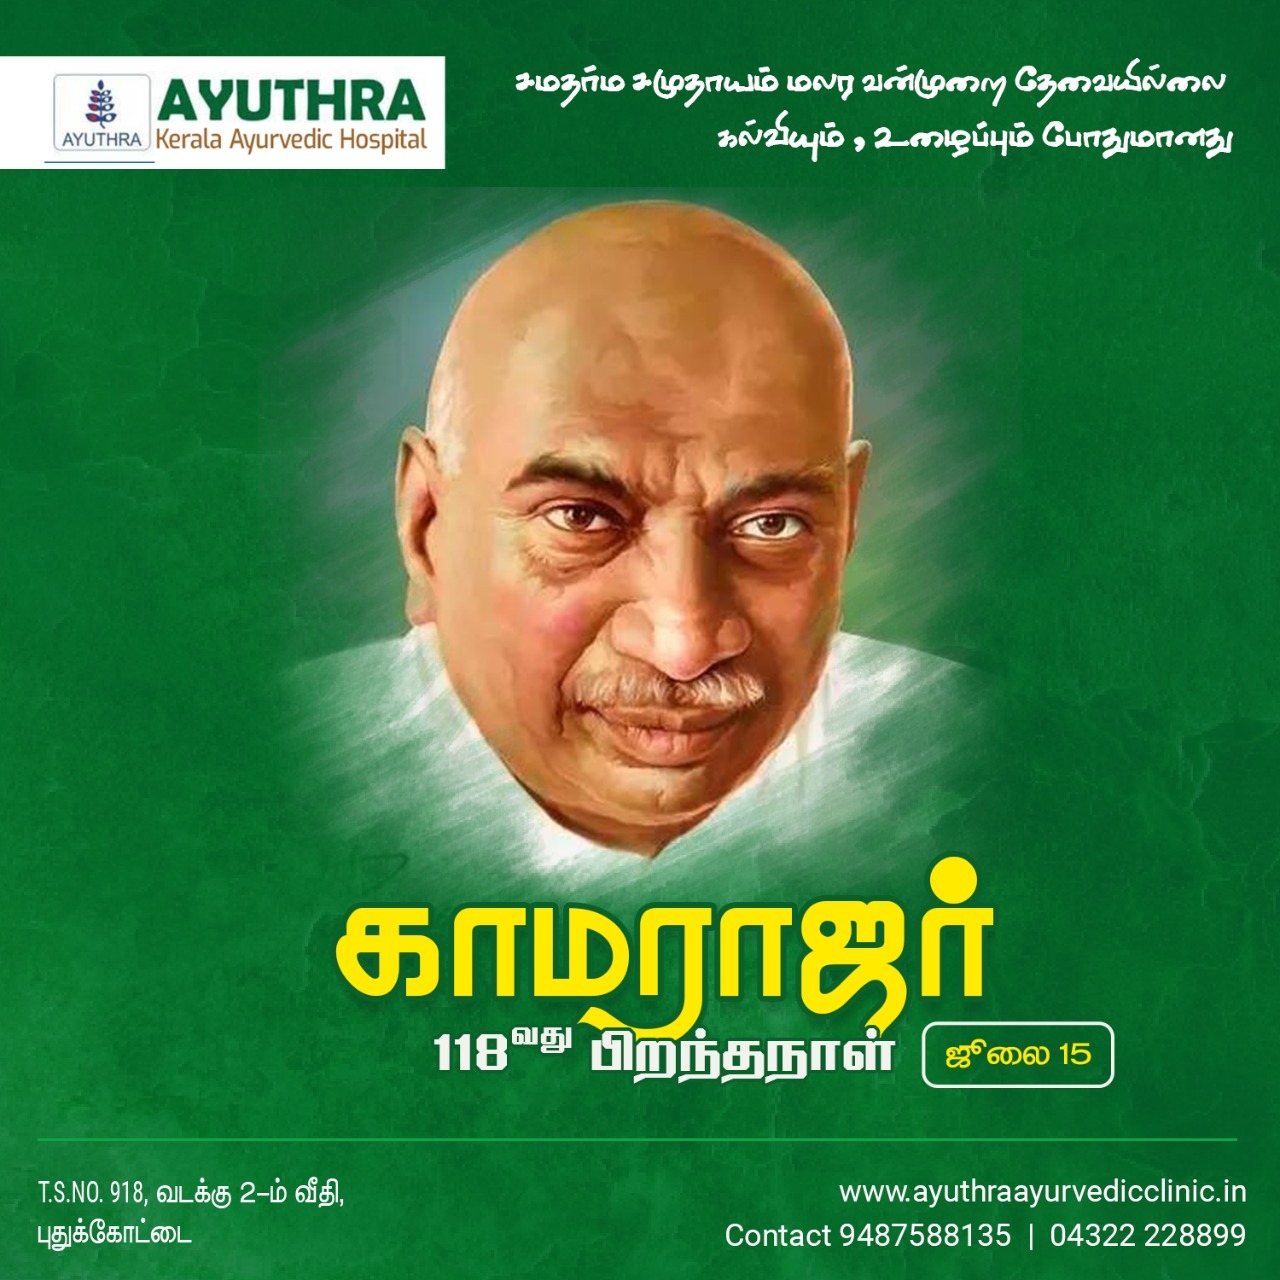 AYUTHRA
AYUTHRA
Kerala Ayurvedic Hospital
சமதர்ம சமுதாயம் மலர வன்முறை தேவையில்லை
கல்வியும் , உழைப்பும் போதுமானது
காமராஜர்
118வது பிறந்தநாள்
ஜூலை 15
T.S.NO. 918, வடக்கு 2-ம் வீதி,
புதுக்கோட்டை
www.ayuthraayurvedicclinic.in
Contact 9487588135 | 04322 228899